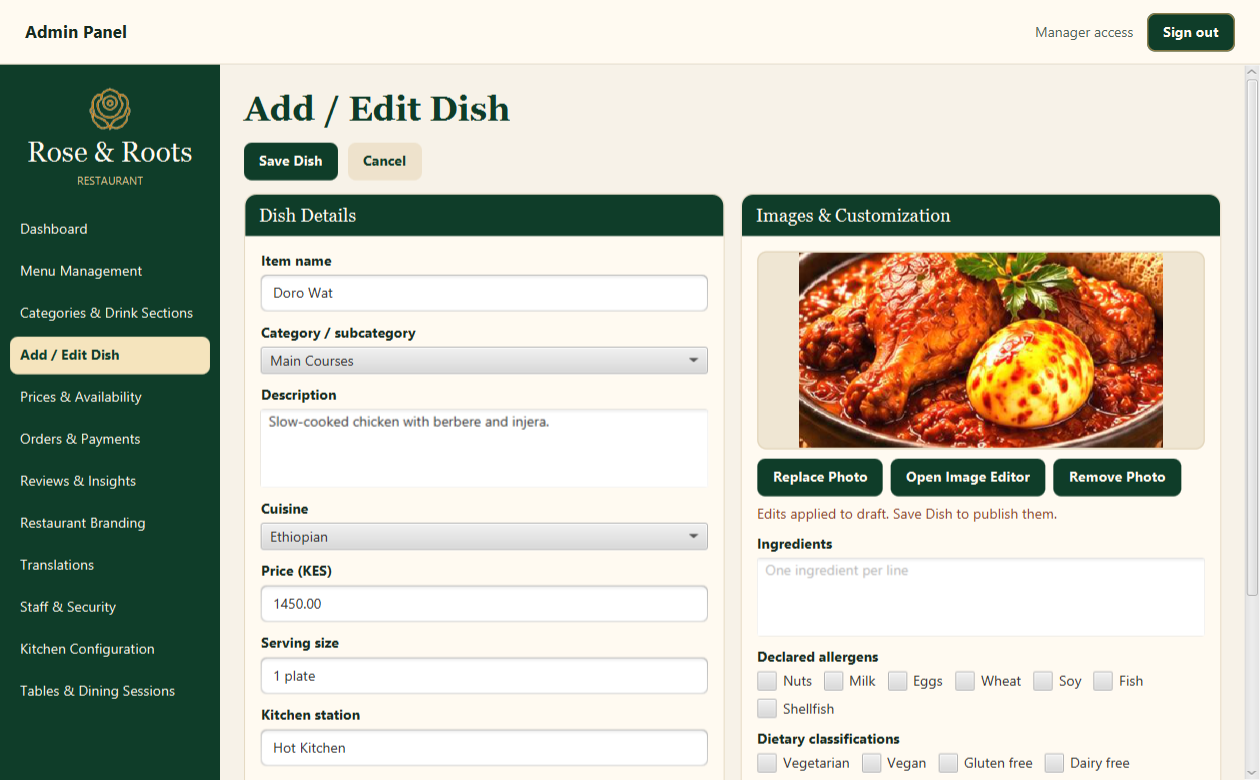 Admin Panel
Manager access
Sign out
Rose & Roots
RESTAURANT
Dashboard
Menu Management
Categories & Drink Sections
Add / Edit Dish
Prices & Availability
Orders & Payments
Reviews & Insights
Restaurant Branding
Translations
Staff & Security
Kitchen Configuration
Tables & Dining Sessions
Add / Edit Dish
Save Dish
Cancel
Dish Details
Item name
Doro Wat
Category / subcategory
Main Courses
Description
Slow-cooked chicken with berbere and injera.
Cuisine
Ethiopian
Price (KES)
1450.00
Serving size
1 plate
Kitchen station
Hot Kitchen
Images & Customization
Replace Photo
Open Image Editor
Remove Photo
Edits applied to draft. Save Dish to publish them.
Ingredients
One ingredient per line
Declared allergens
Nuts
Milk
Eggs
Wheat
Soy
Fish
Shellfish
Dietary classifications
Vegetarian
Vegan
Gluten free
Dairy free